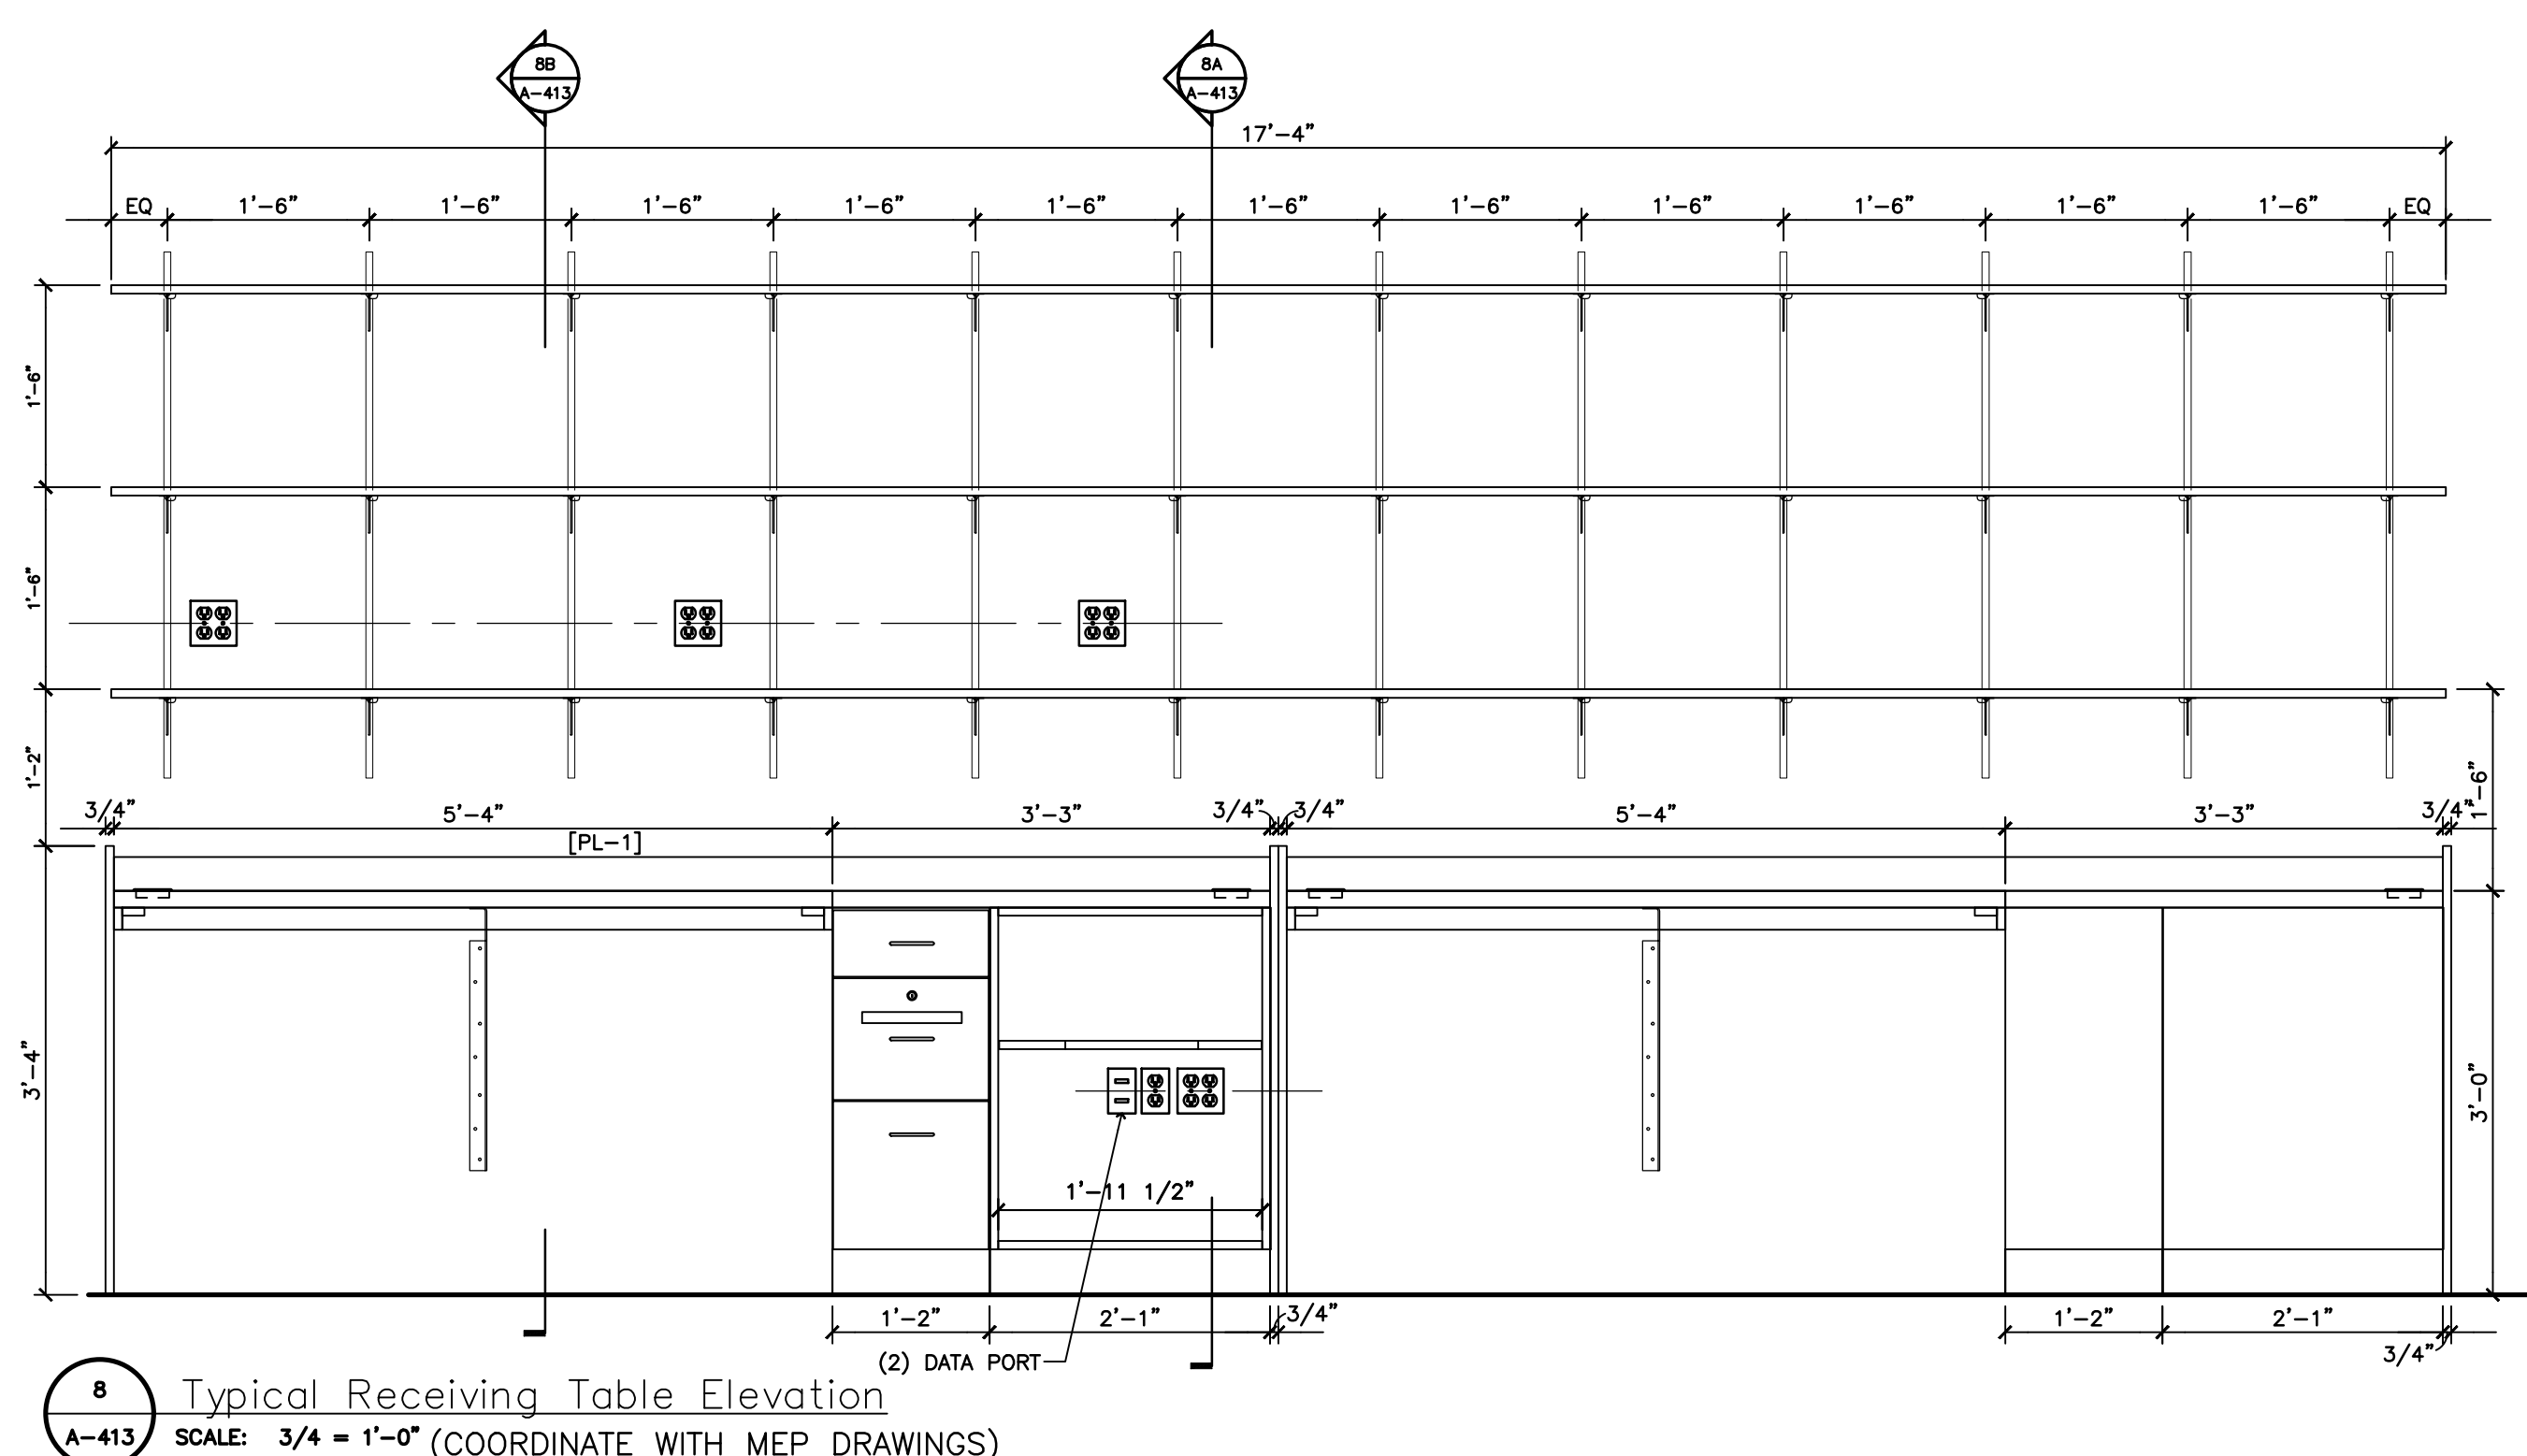 8B
A-413
8A
A-413
17'-4"
EQ 1'-6" 1'-6" 1'-6" 1'-6" 1'-6" 1'-6" 1'-6" 1'-6" 1'-6" 1'-6" 1'-6" EQ
1'-6"
1'-6"
1'-2"
1'-6"
3/4" 5'-4" 3'-3" 3/4" 3/4" 5'-4" 3'-3" 3/4"
[PL-1]
3'-4"
3'-0"
1'-11 1/2"
1'-2" 2'-1" 3/4" 1'-2" 2'-1" 3/4"
(2) DATA PORT
8
A-413
Typical Receiving Table Elevation
SCALE: 3/4 = 1'-0" (COORDINATE WITH MEP DRAWINGS)